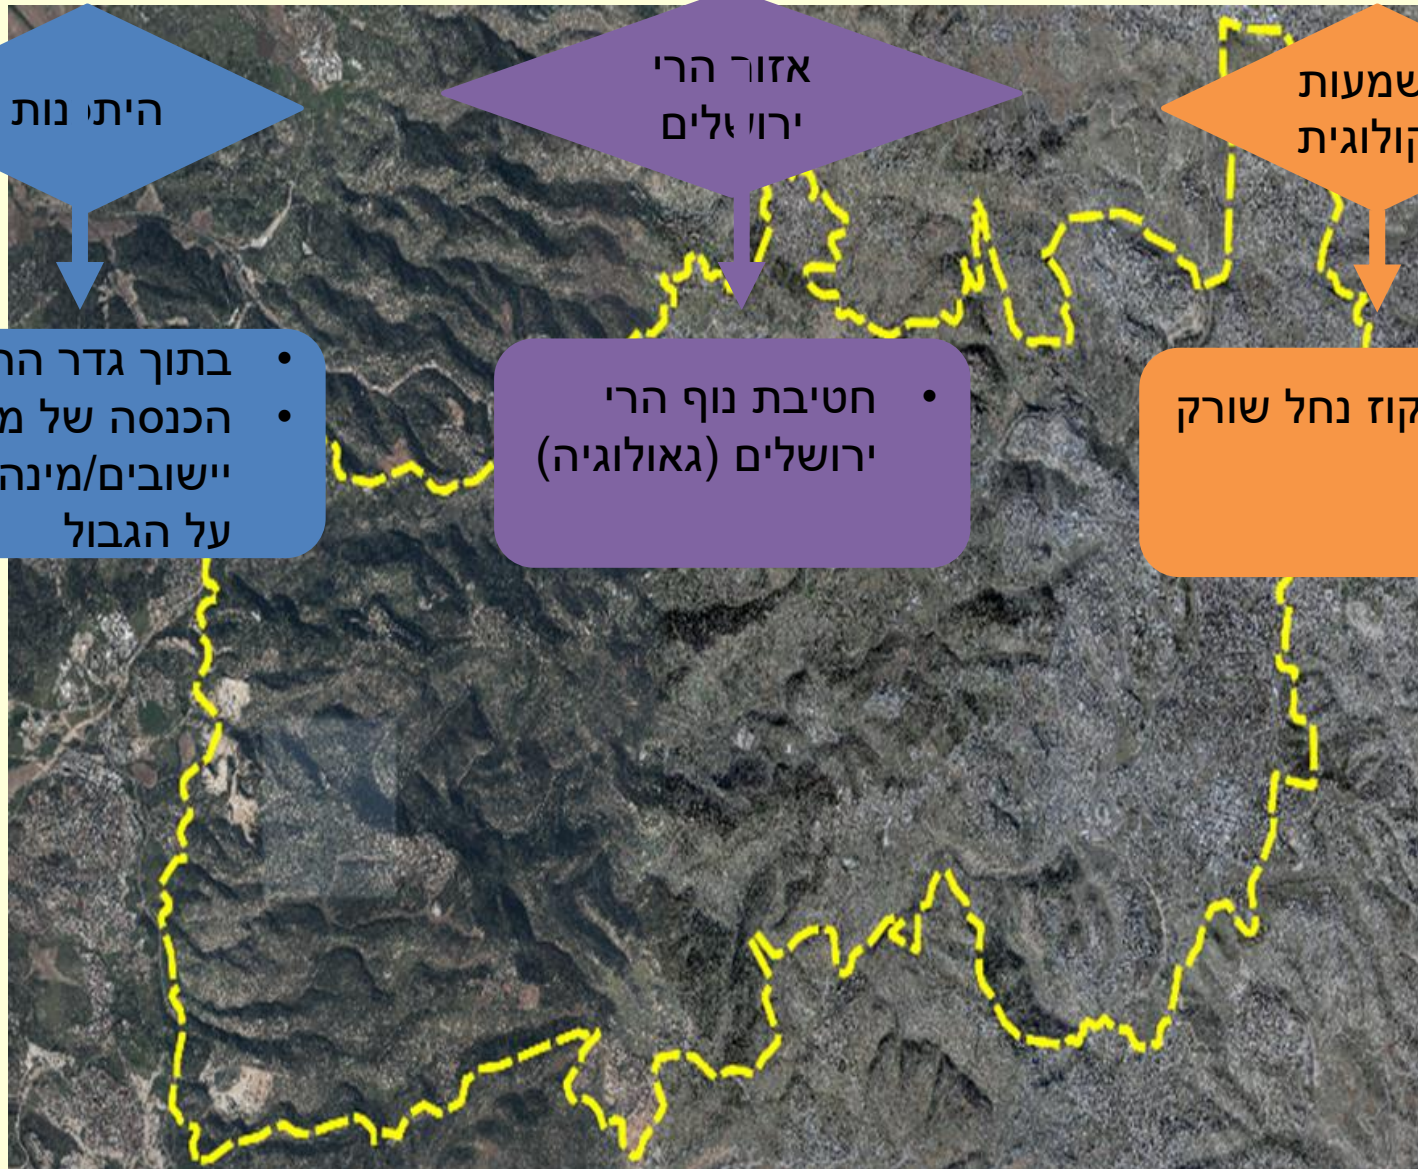 שמעות
קולוגית
קוז נחל שורק
אזור הרי
ירושלים
• חטיבת נוף הרי
ירושלים (גאולוגיה)
היתכנות
• בתוך גדר
• הכנסה של
יישובים/מינה
על הגבול